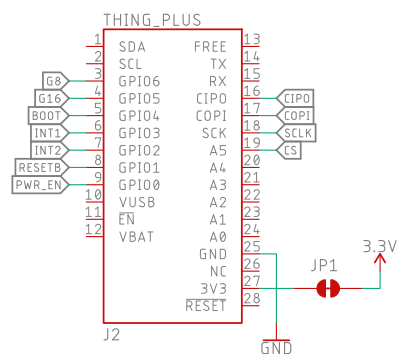 THING_PLUS
1 SDA FREE 13
2 SCL TX 14
G8 3 GPIO6 RX 15
G16 4 GPIO5 CIPO 16 CIPO
BOOT 5 GPIO4 COPI 17 COPI
INT1 6 GPIO3 SCK 18 SCLK
INT2 7 GPIO2 A5 19 CS
RESETB 8 GPIO1 A4 20
PWR_EN 9 GPIO0 A3 21
10 VUSB A2 22
11 EN A1 23
12 VBAT A0 24
GND 25
NC 26
3V3 27
RESET 28
3.3V
JP1
J2
GND